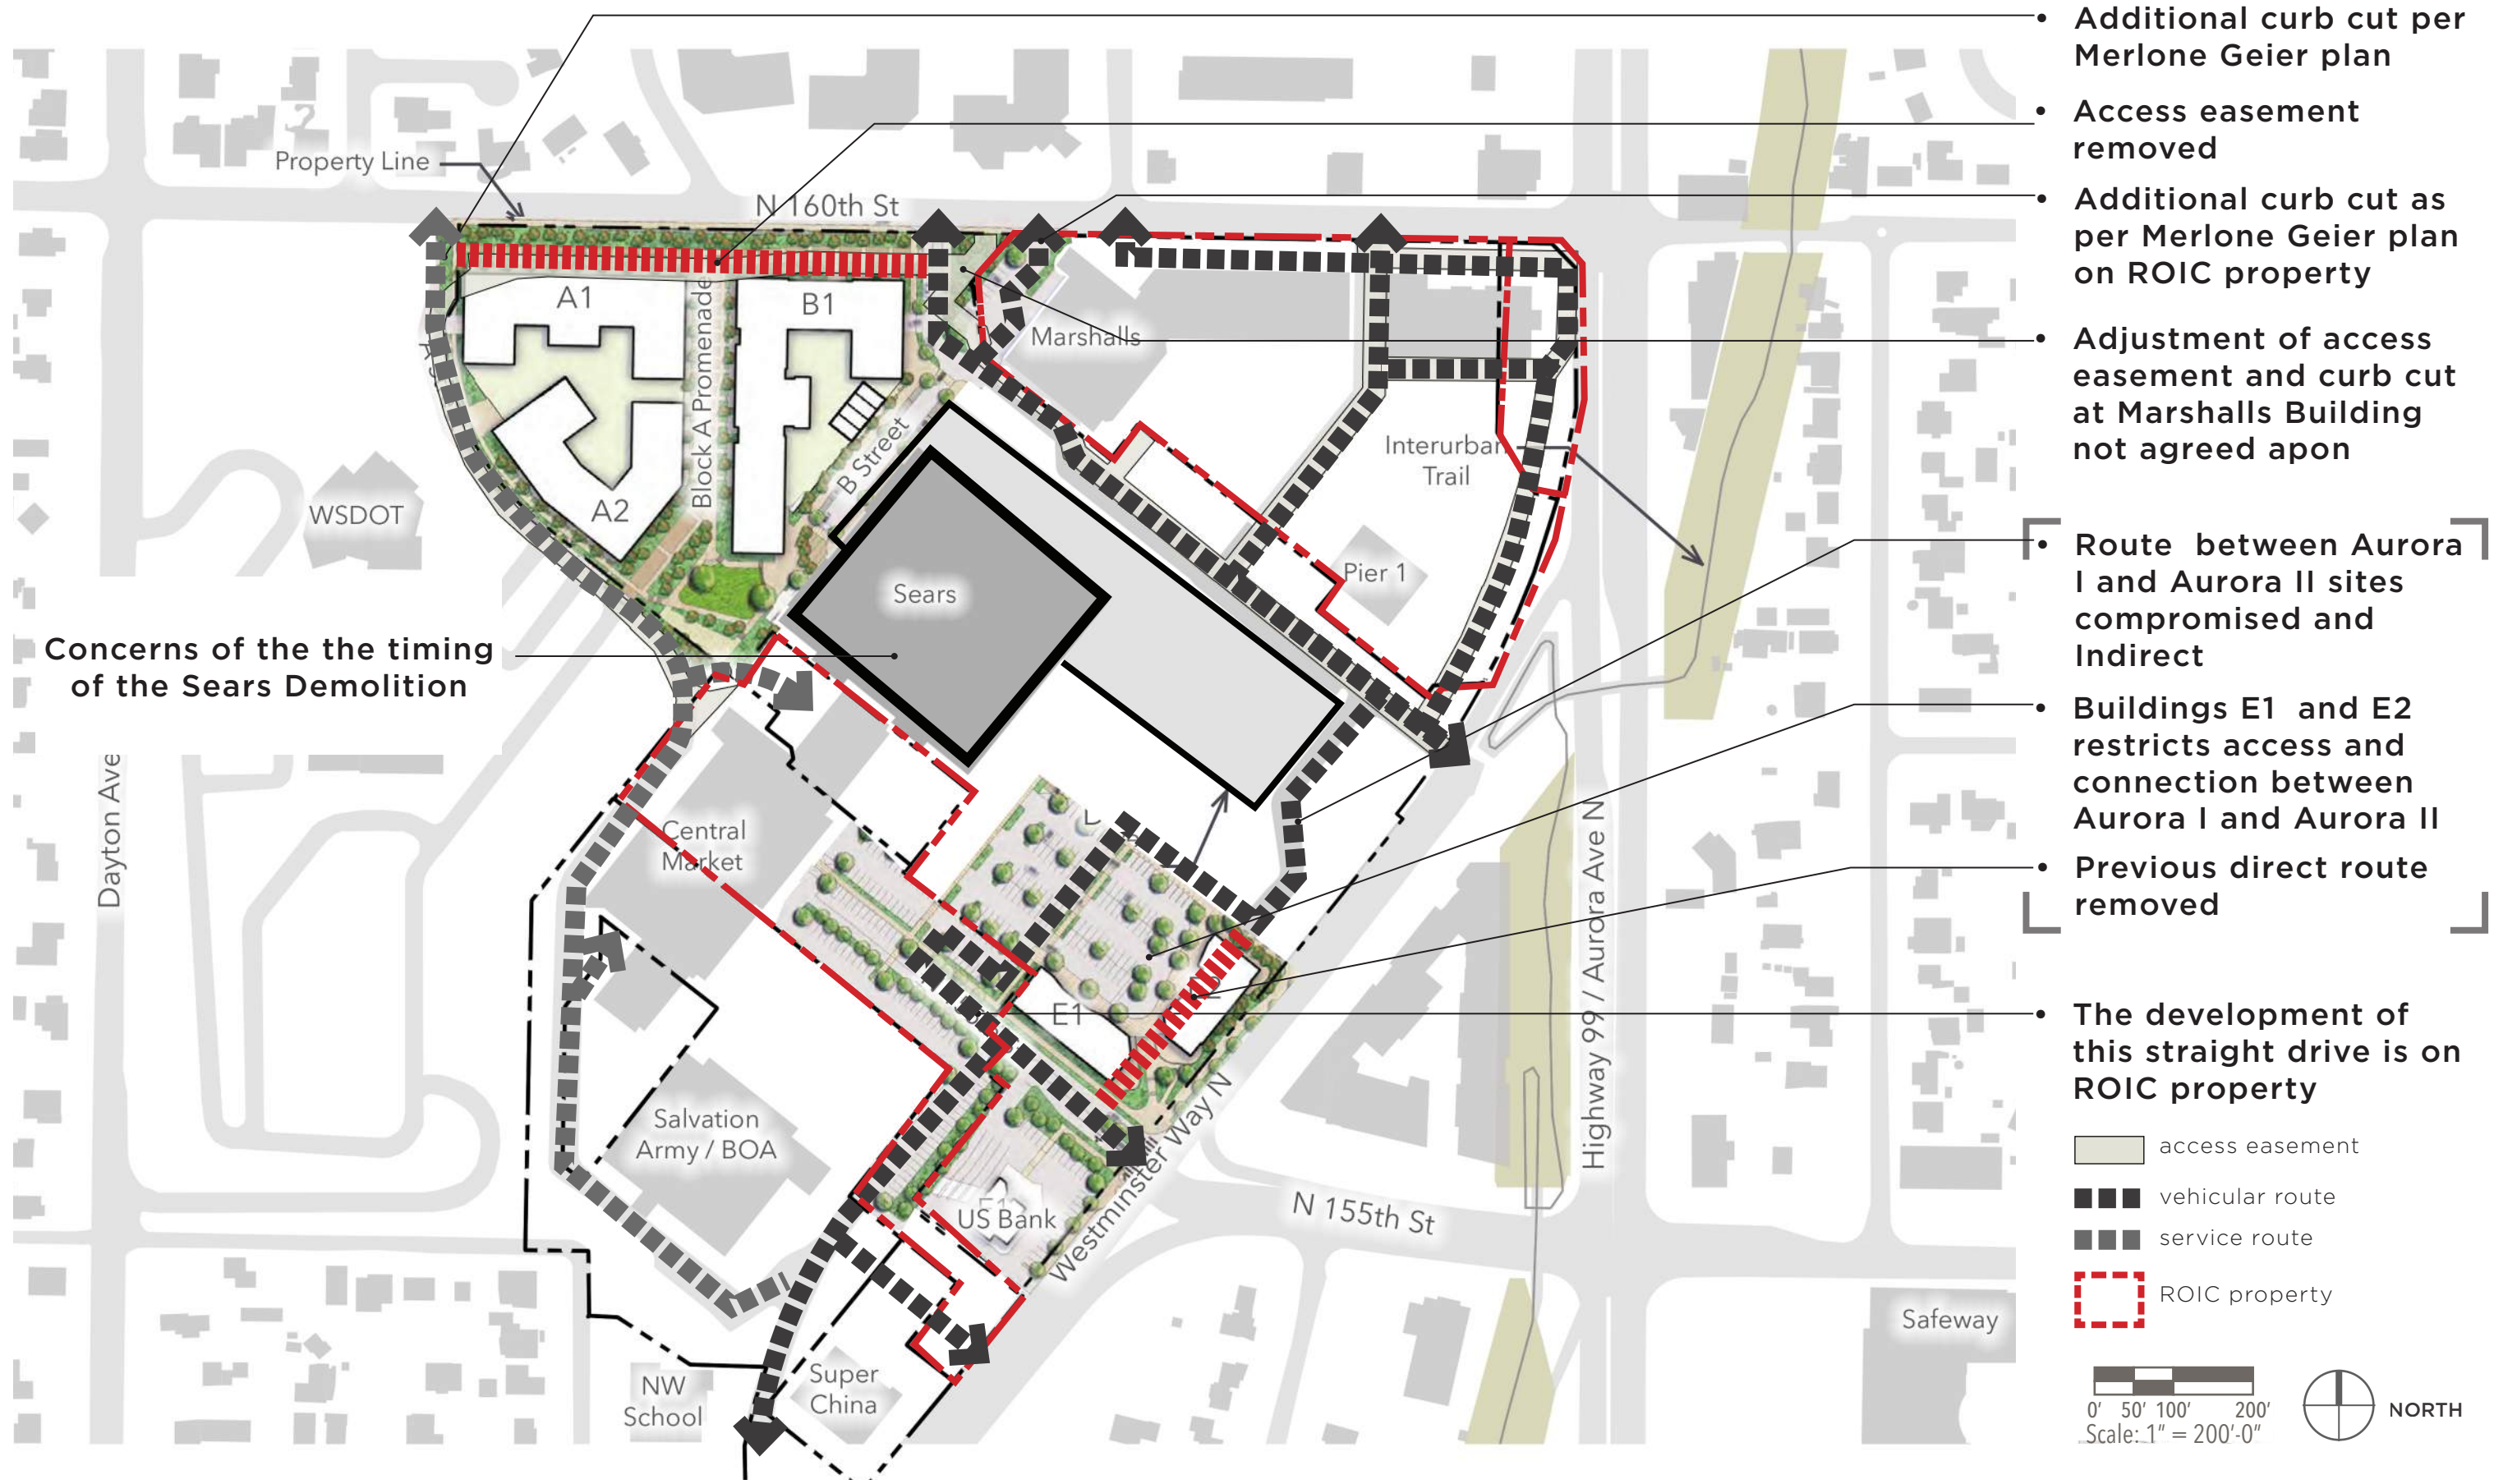 Additional curb cut per
Merlone Geier plan
Access easement
removed
Additional curb cut as
per Merlone Geier plan
on ROIC property
Adjustment of access
easement and curb cut
at Marshalls Building
not agreed apon
Route between Aurora
I and Aurora II sites
compromised and
Indirect
Buildings E1 and E2
restricts access and
connection between
Aurora I and Aurora II
Previous direct route
removed
The development of
this straight drive is on
ROIC property
access easement
vehicular route
service route
ROIC property
0' 50' 100' 200'
Scale: 1" = 200'-0"
NORTH
Property Line
N 160th St
A1
B1
Marshalls
Block A Promenade
B Street
Interurban
Trail
A2
WSDOT
Sears
Pier 1
Concerns of the the timing
of the Sears Demolition
Dayton Ave
Central
Market
Highway 99 / Aurora Ave N
E1
Salvation
Army / BOA
US Bank
Westminster Way N
N 155th St
Safeway
NW
School
Super
China